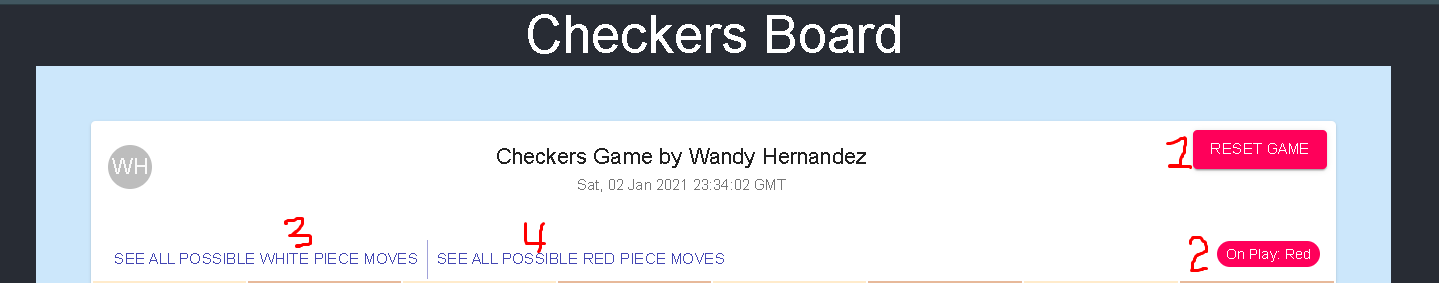 Checkers Board
WH
Checkers Game by Wandy Hernandez
Sat, 02 Jan 2021 23:34:02 GMT
1
RESET GAME
3
4
SEE ALL POSSIBLE WHITE PIECE MOVES
SEE ALL POSSIBLE RED PIECE MOVES
2
On Play: Red